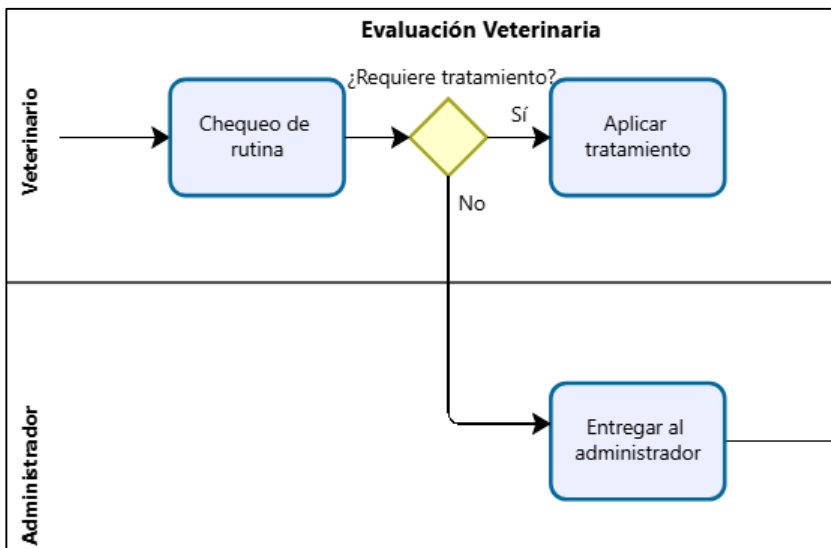 Evaluación Veterinaria
Veterinario
¿Requiere tratamiento?
Chequeo de
rutina
Sí
Aplicar
tratamiento
No
Administrador
Entregar al
administrador